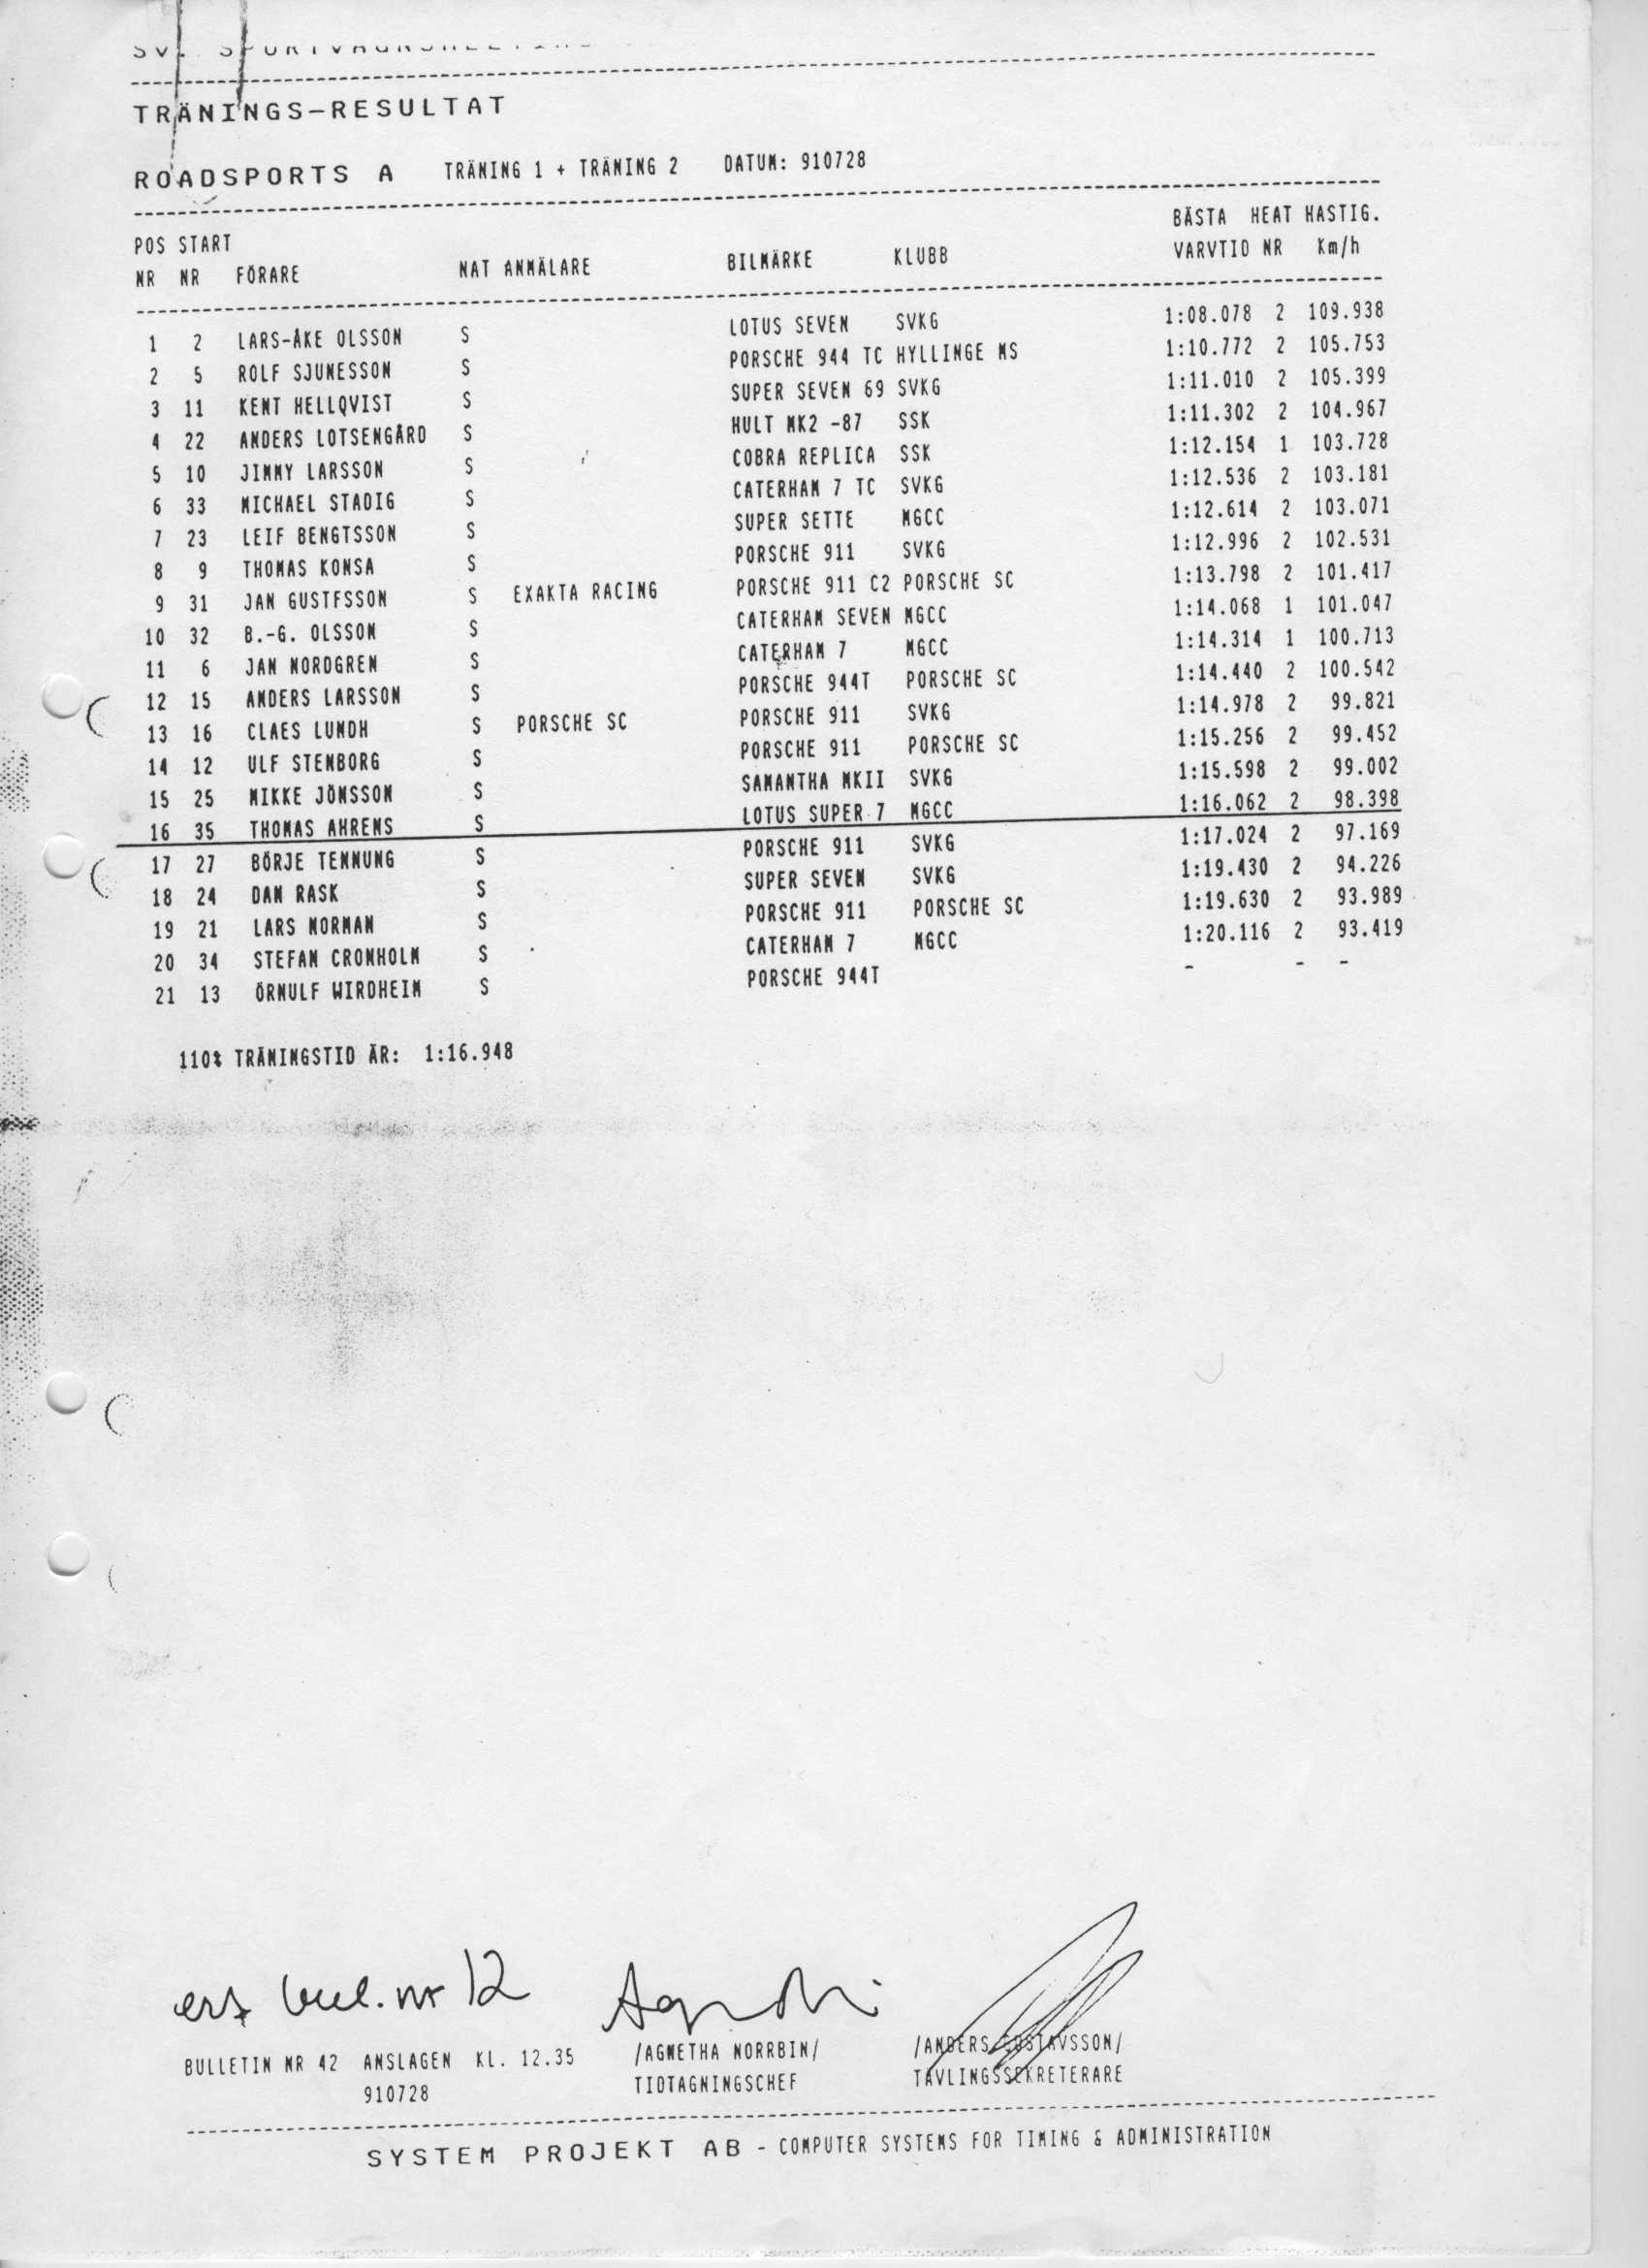 TRÄNINGS-RESULTAT
ROADSPORTS A TRÄNING 1 + TRÄNING 2 DATUM: 910728
BÄSTA HEAT HASTIG.
POS START
NR NR FÖRARE NAT ANMÄLARE BILMÄRKE KLUBB VARVTID NR Km/h
1 2 LARS-ÅKE OLSSON S LOTUS SEVEN SVKG 1:08.078 2 109.938
2 5 ROLF SJUNESSON S PORSCHE 944 TC HYLLINGE MS 1:10.772 2 105.753
3 11 KENT HELLQVIST S SUPER SEVEN 69 SVKG 1:11.010 2 105.399
4 22 ANDERS LOTSENGÅRD S HULT MK2 -87 SSK 1:11.302 2 104.967
5 10 JIMMY LARSSON S COBRA REPLICA SSK 1:12.154 1 103.728
6 33 MICHAEL STADIG S CATERHAM 7 TC SVKG 1:12.536 2 103.181
7 23 LEIF BENGTSSON S SUPER SETTE MGCC 1:12.614 2 103.071
8 9 THOMAS KONSA S PORSCHE 911 SVKG 1:12.996 2 102.531
9 31 JAN GUSTFSSON S EXAKTA RACING PORSCHE 911 C2 PORSCHE SC 1:13.798 2 101.417
10 32 B.-G. OLSSON S CATERHAM SEVEN MGCC 1:14.068 1 101.047
11 6 JAN NORDGREN S CATERHAM 7 MGCC 1:14.314 1 100.713
12 15 ANDERS LARSSON S PORSCHE 944T PORSCHE SC 1:14.440 2 100.542
13 16 CLAES LUNDH S PORSCHE SC PORSCHE 911 SVKG 1:14.978 2 99.821
14 12 ULF STENBORG S PORSCHE 911 PORSCHE SC 1:15.256 2 99.452
15 25 MIKKE JÖNSSON S SAMANTHA MKII SVKG 1:15.598 2 99.002
16 35 THOMAS AHRENS S LOTUS SUPER 7 MGCC 1:16.062 2 98.398
17 27 BÖRJE TENNUNG S PORSCHE 911 SVKG 1:17.024 2 97.169
18 24 DAN RASK S SUPER SEVEN SVKG 1:19.430 2 94.226
19 21 LARS NORMAN S PORSCHE 911 PORSCHE SC 1:19.630 2 93.989
20 34 STEFAN CRONHOLM S CATERHAM 7 MGCC 1:20.116 2 93.419
21 13 ÖRNULF WIRDHEIM S PORSCHE 944T - - -
110% TRÄNINGSTID ÄR: 1:16.948
bul. nr 12
BULLETIN NR 42 ANSLAGEN KL. 12.35 /AGNETHA NORRBIN/ /ANDERS GUSTAVSSON/
910728 TIDTAGNINGSCHEF TÄVLINGSSEKRETERARE
SYSTEM PROJEKT AB - COMPUTER SYSTEMS FOR TIMING & ADMINISTRATION